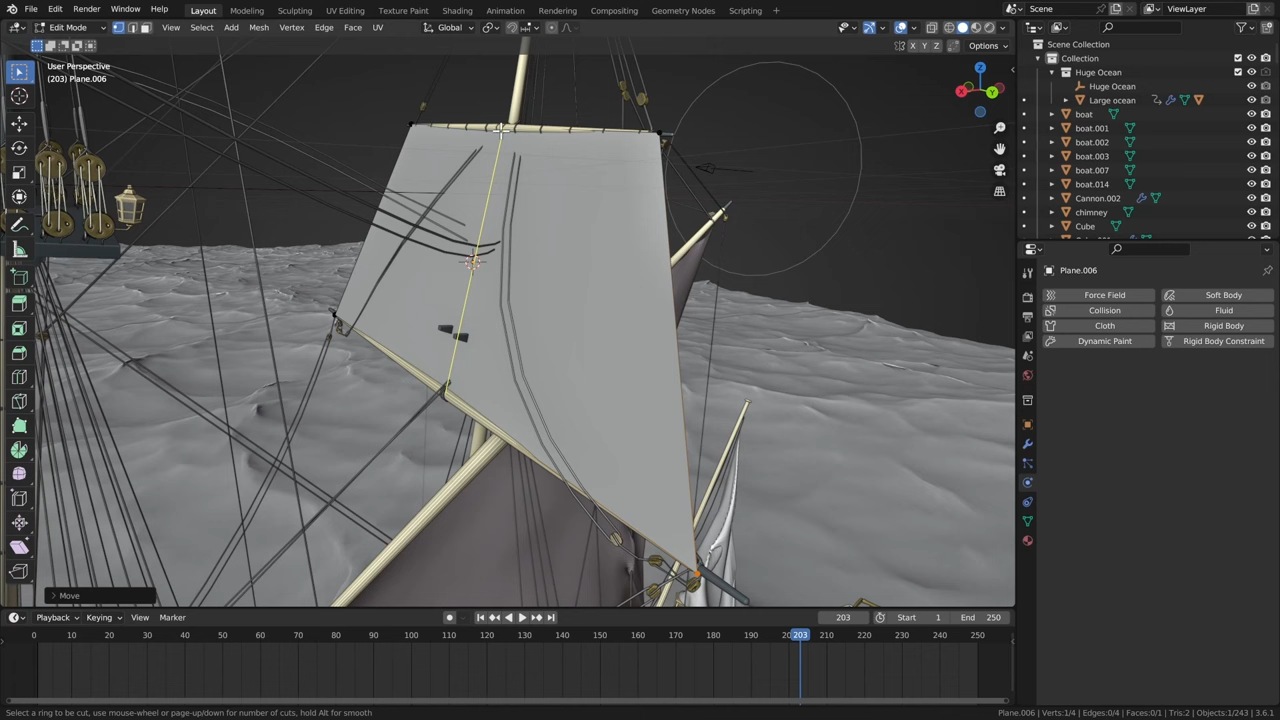 File Edit Render Window Help Layout Modeling Sculpting UV Editing Texture Paint Shading Animation Rendering Compositing Geometry Nodes Scripting Scene ViewLayer
Edit Mode View Select Add Mesh Vertex Edge Face UV Global
X Y Z Options
User Perspective
(203) Plane.006
Z
X Y
Move
Scene Collection
Collection
Huge Ocean
Huge Ocean
Large ocean
boat
boat.001
boat.002
boat.003
boat.007
boat.014
Cannon.002
chimney
Cube
Plane.006
Force Field Soft Body
Collision Fluid
Cloth Rigid Body
Dynamic Paint Rigid Body Constraint
Playback Keying View Marker 203 Start 1 End 250
0 10 20 30 40 50 60 70 80 90 100 110 120 130 140 150 160 170 180 190 203 210 220 230 240 250
Select a ring to be cut, use mouse-wheel or page-up/down for number of cuts, hold Alt for smooth Plane.006 | Verts:1/4 | Edges:0/4 | Faces:0/1 | Tris:2 | Objects:1/243 | 3.6.1